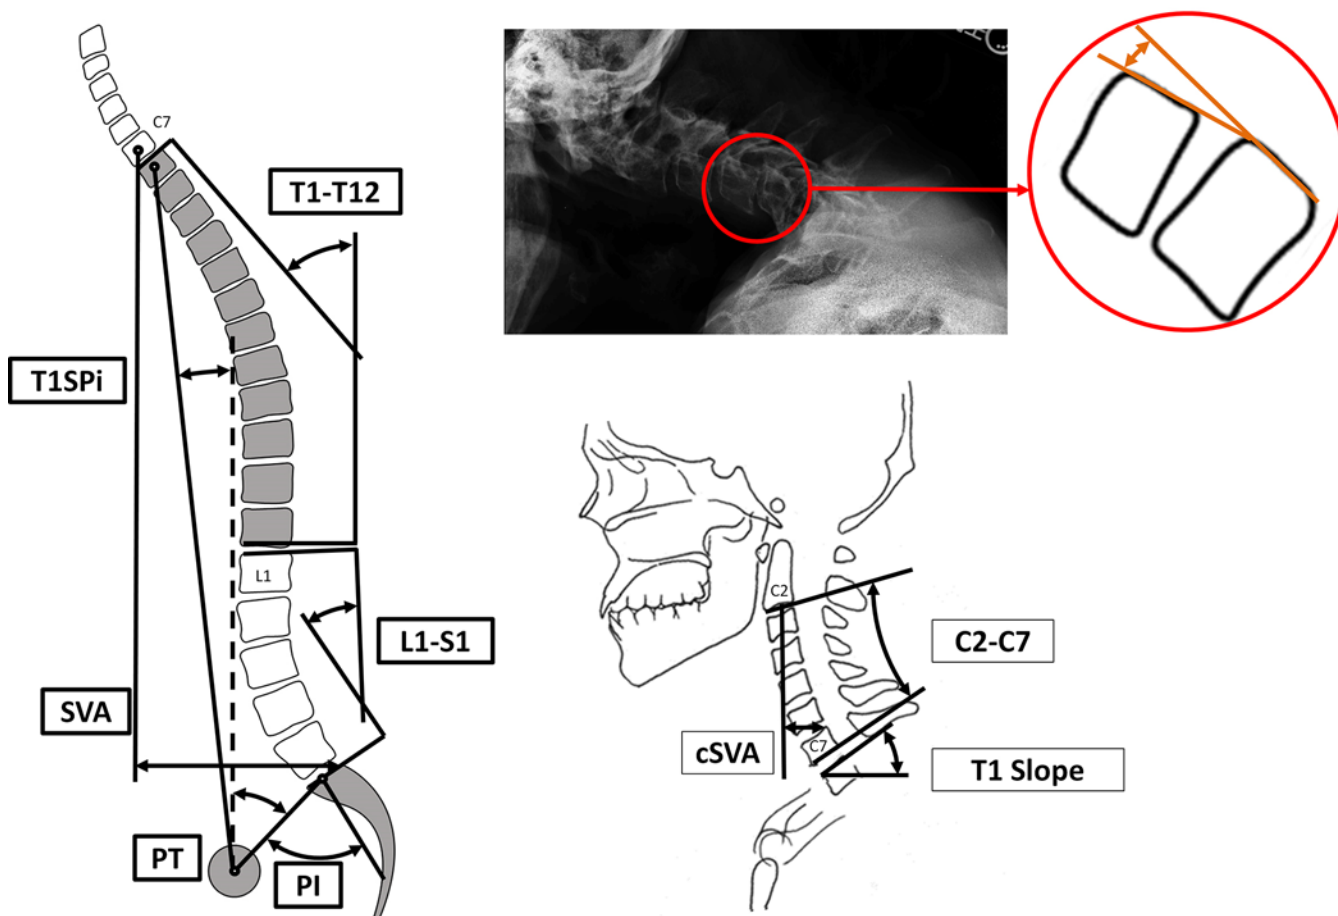 C7
T1-T12
T1SPi
L1
L1-S1
SVA
PT
PI
C2
C2-C7
cSVA
C7
T1 Slope